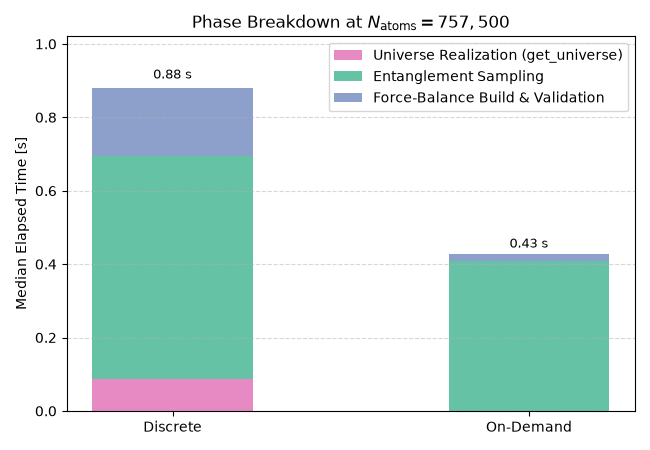 Phase Breakdown at N_atoms = 757,500
Universe Realization (get_universe)
Entanglement Sampling
Force-Balance Build & Validation
0.88 s
0.43 s
Median Elapsed Time [s]
1.0
0.8
0.6
0.4
0.2
0.0
Discrete
On-Demand